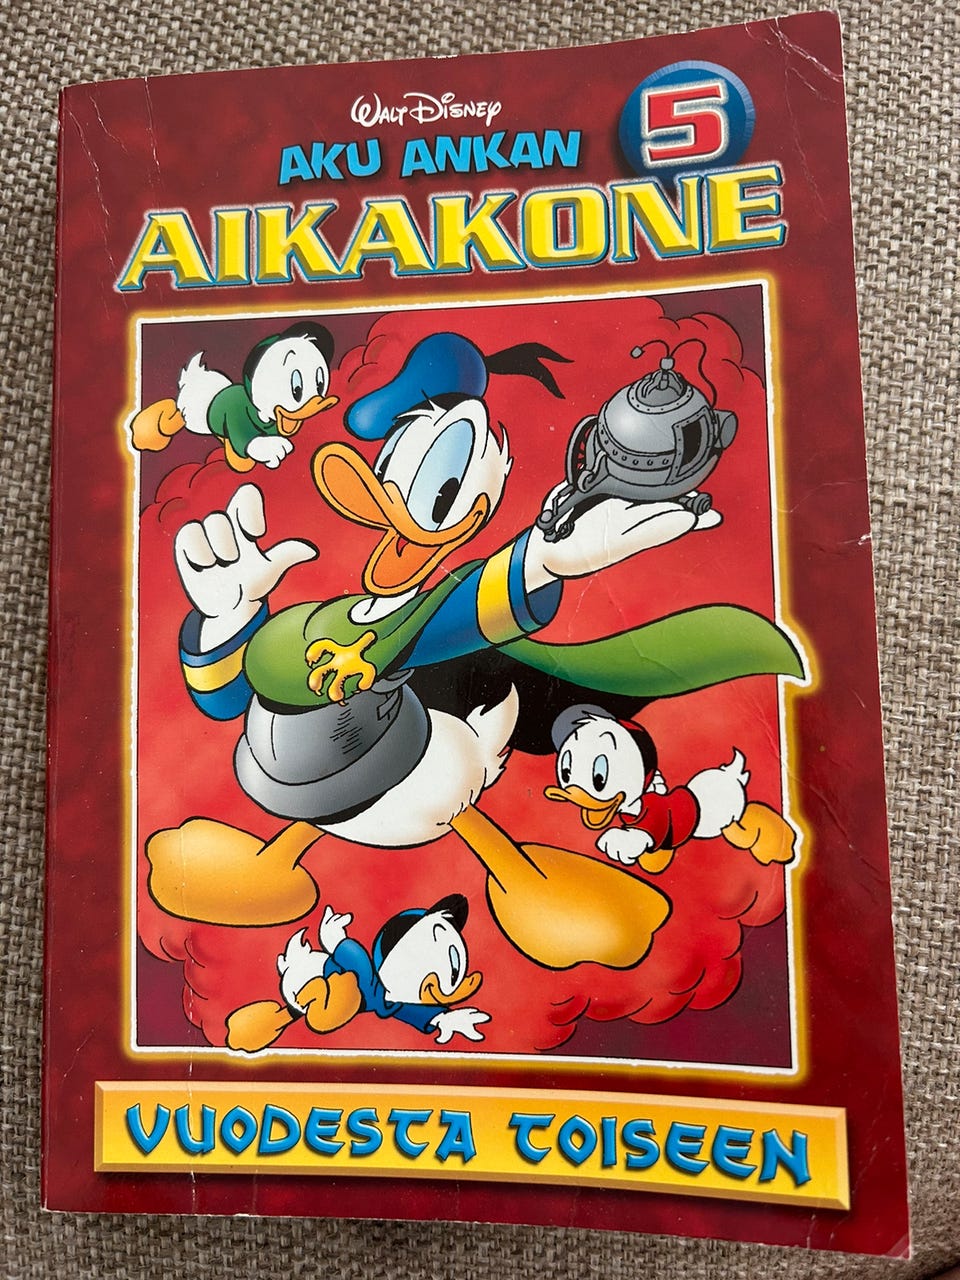 WALT DISNEY
5
AKU ANKAN
AIKAKONE
VUODESTA TOISEEN